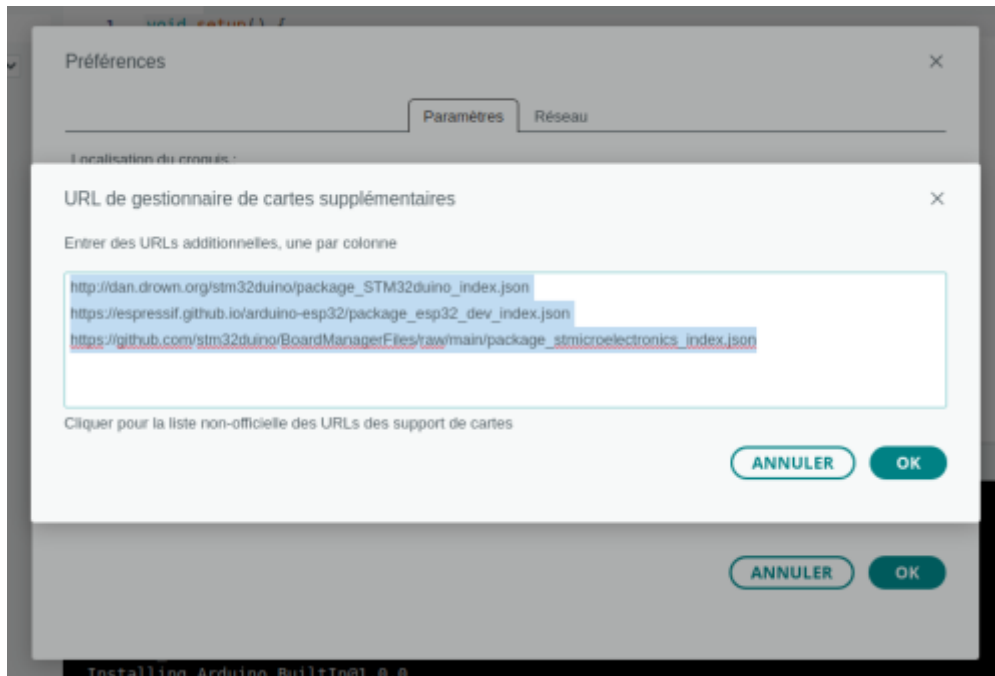 1 void setup() {
Préférences
Paramètres Réseau
Localisation du croquis :
URL de gestionnaire de cartes supplémentaires
Entrer des URLs additionnelles, une par colonne
http://dan.drown.org/stm32duino/package_STM32duino_index.json
https://espressif.github.io/arduino-esp32/package_esp32_dev_index.json
https://github.com/stm32duino/BoardManagerFiles/raw/main/package_stmicroelectronics_index.json
Cliquer pour la liste non-officielle des URLs des support de cartes
ANNULER OK
ANNULER OK
Installing Arduino_BuiltIn@1.0.0